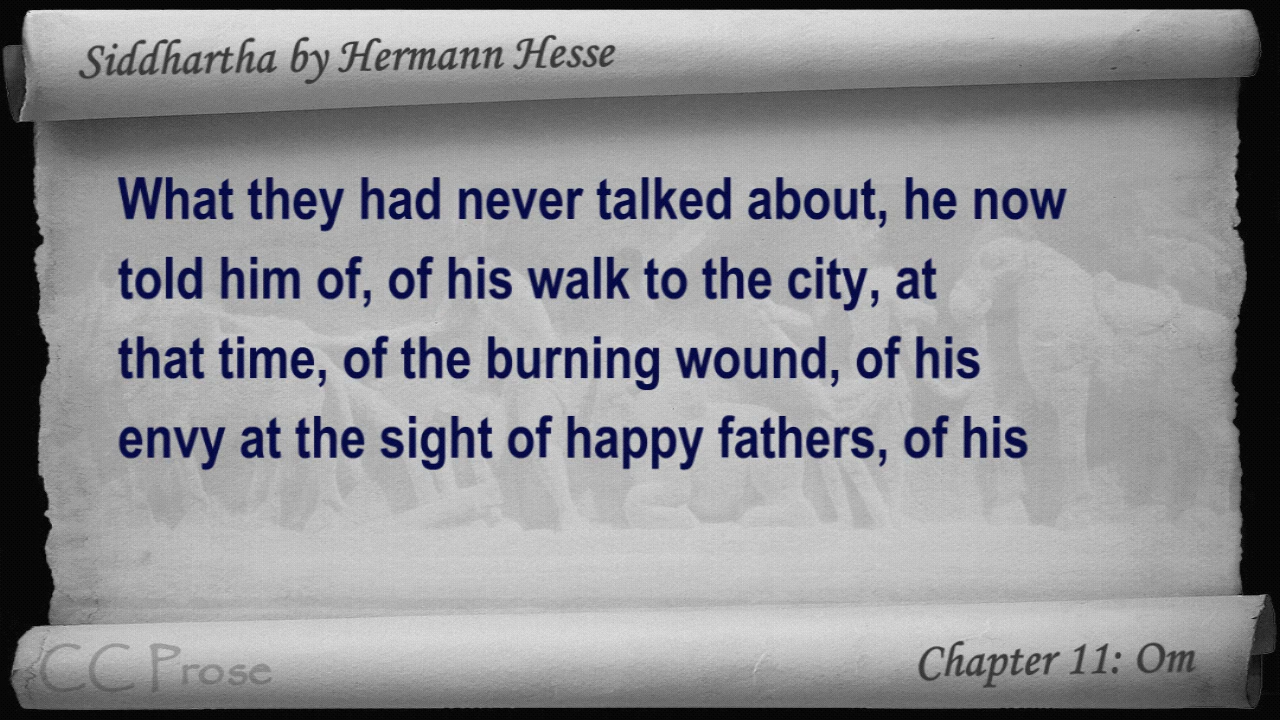 Siddhartha by Hermann Hesse
What they had never talked about, he now
told him of, of his walk to the city, at
that time, of the burning wound, of his
envy at the sight of happy fathers, of his
CC Prose
Chapter 11: Om